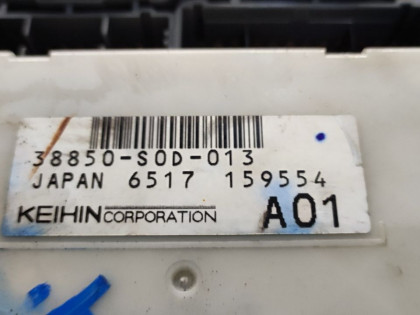 38850-S0D-013
JAPAN 6517 159554
KEIHIN CORPORATION A01